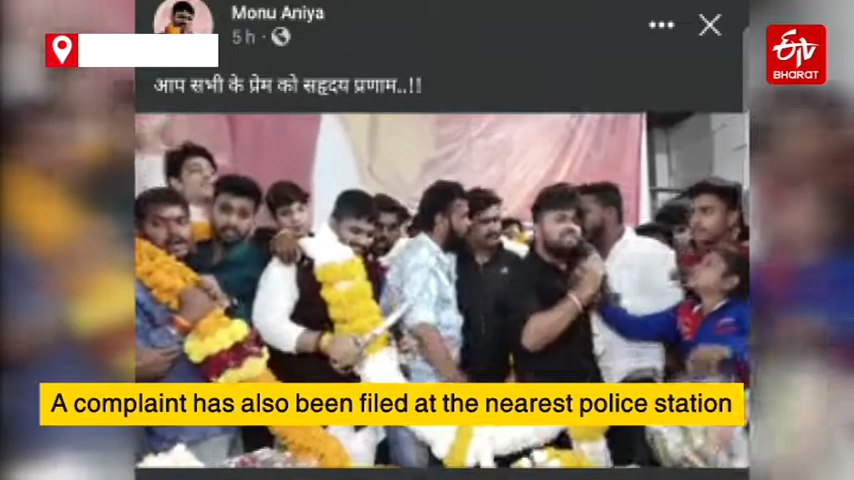 Monu Aniya
5h
आप सभी के प्रेम को सहृदय प्रणाम..!!
ETV
BHARAT
A complaint has also been filed at the nearest police station